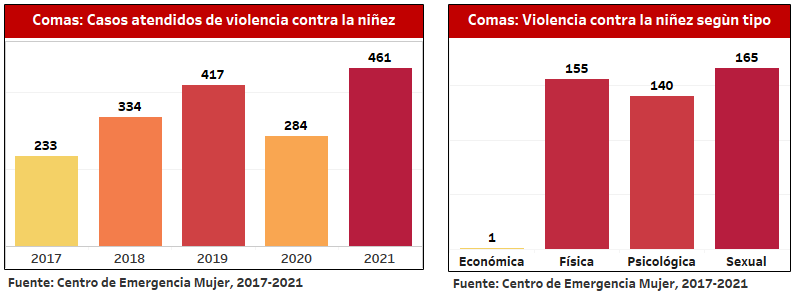 Comas: Casos atendidos de violencia contra la niñez
461
417
334
284
233
2017 2018 2019 2020 2021
Fuente: Centro de Emergencia Mujer, 2017-2021
Comas: Violencia contra la niñez segùn tipo
165
155
140
1
Económica Física Psicológica Sexual
Fuente: Centro de Emergencia Mujer, 2017-2021